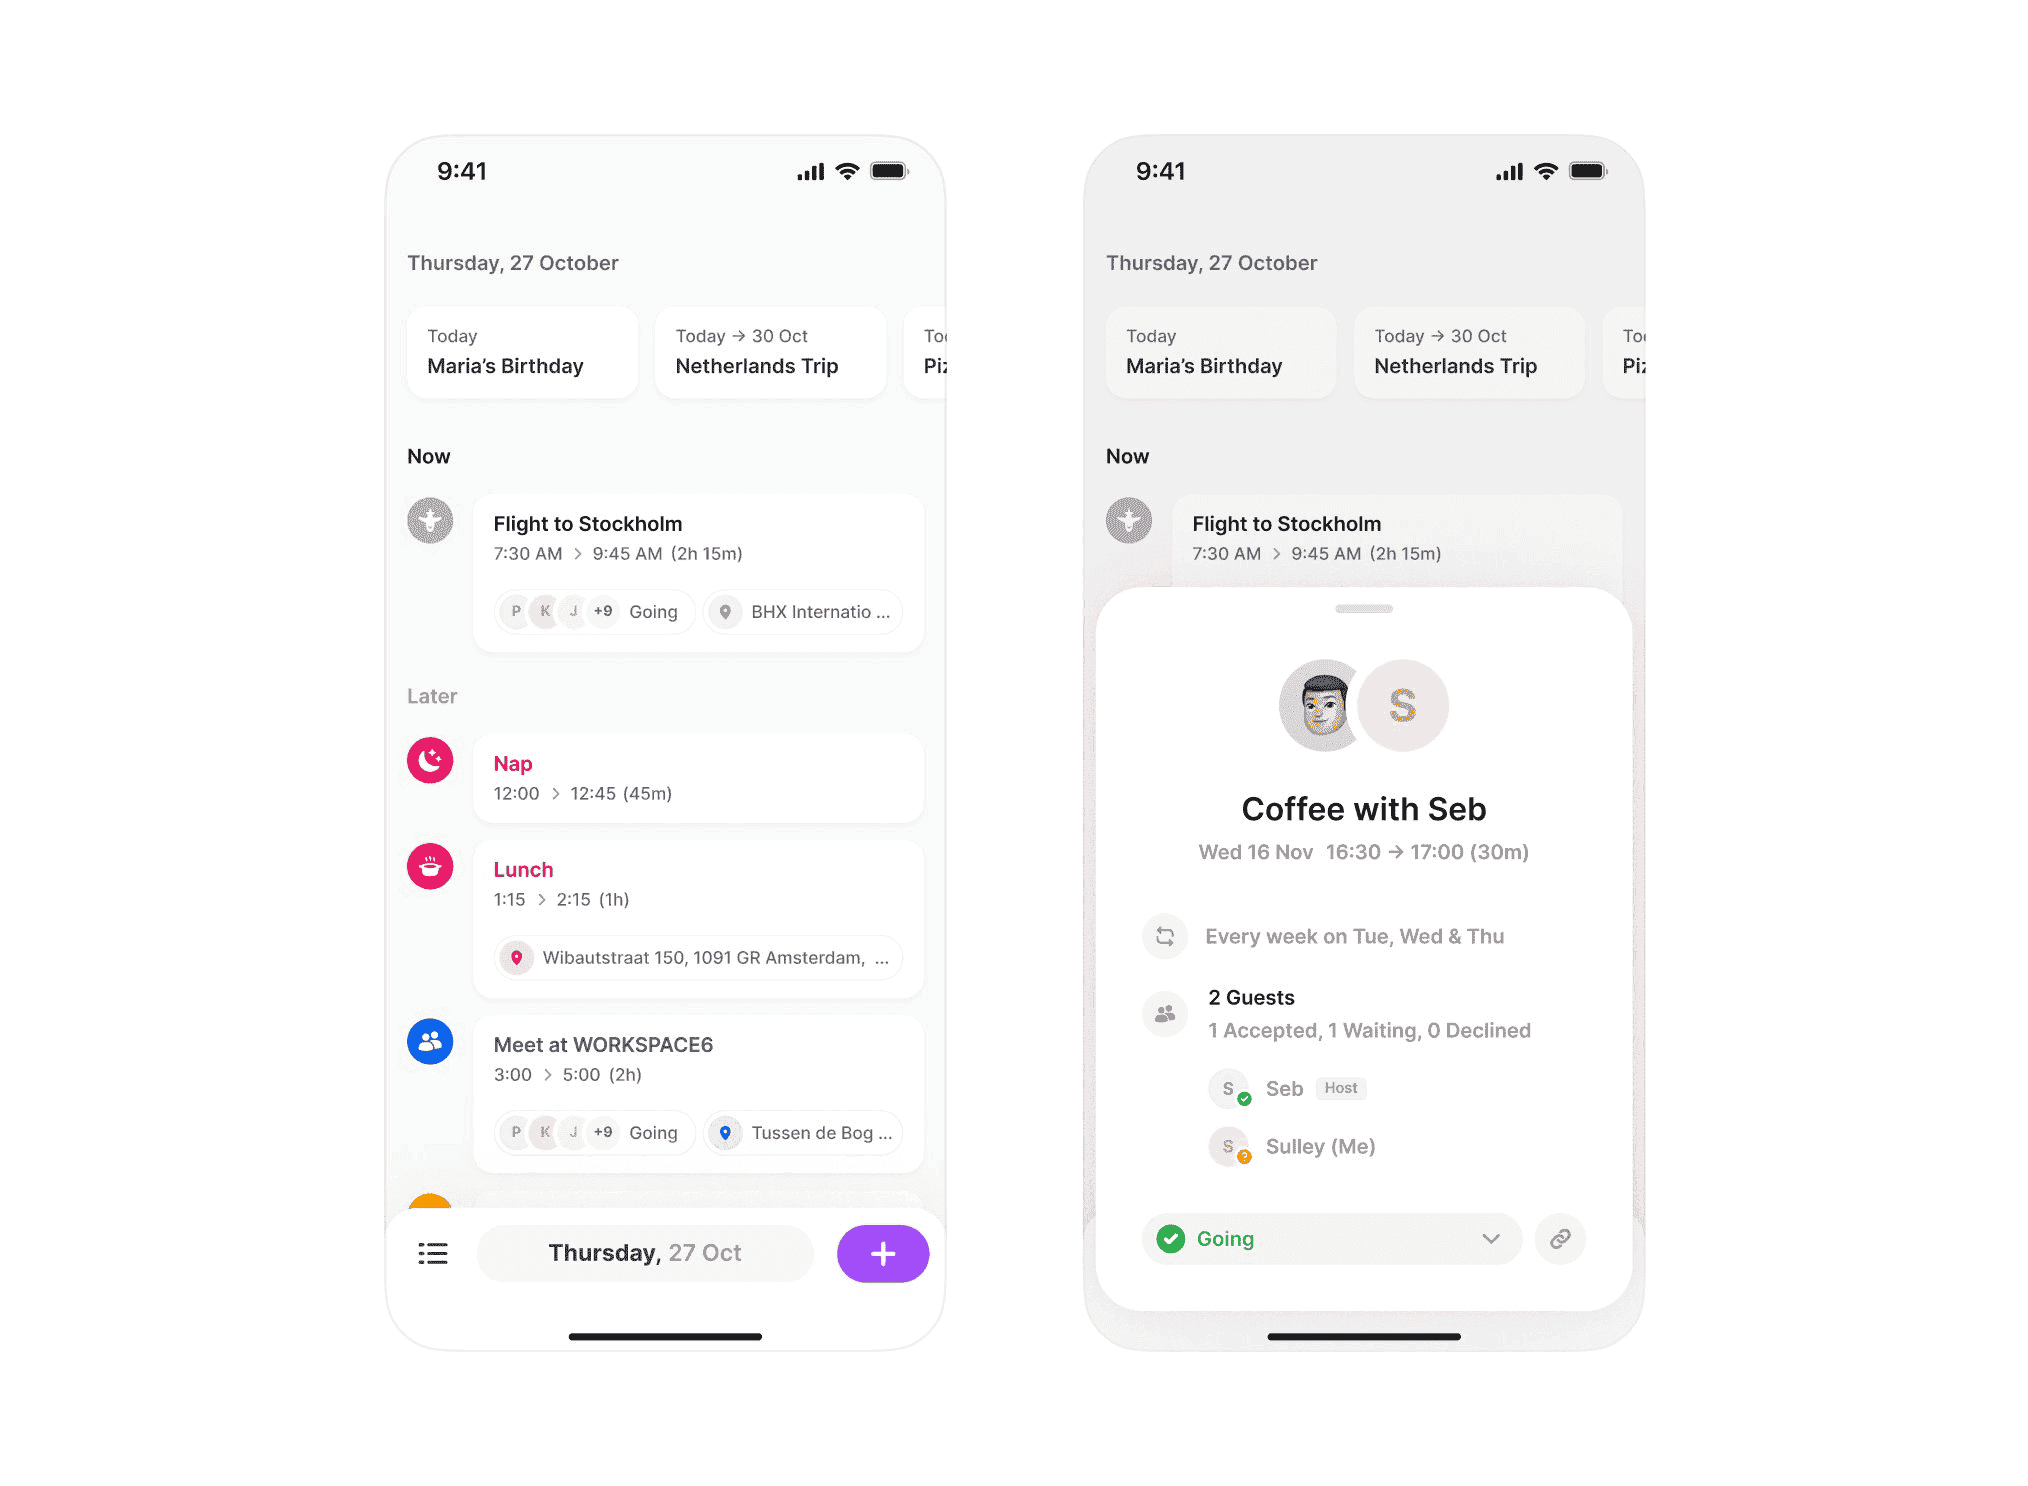 9:41
Thursday, 27 October
Today
Maria's Birthday
Today → 30 Oct
Netherlands Trip
Too
Piz
Now
Flight to Stockholm
7:30 AM > 9:45 AM (2h 15m)
P K J +9 Going
BHX Internatio ...
Later
Nap
12:00 > 12:45 (45m)
Lunch
1:15 > 2:15 (1h)
Wibautstraat 150, 1091 GR Amsterdam, ...
Meet at WORKSPACE6
3:00 > 5:00 (2h)
P K J +9 Going
Tussen de Bog ...
Thursday, 27 Oct
9:41
Thursday, 27 October
Today
Maria's Birthday
Today → 30 Oct
Netherlands Trip
Too
Piz
Now
Flight to Stockholm
7:30 AM > 9:45 AM (2h 15m)
S
Coffee with Seb
Wed 16 Nov 16:30 → 17:00 (30m)
Every week on Tue, Wed & Thu
2 Guests
1 Accepted, 1 Waiting, 0 Declined
S Seb Host
S ? Sulley (Me)
Going